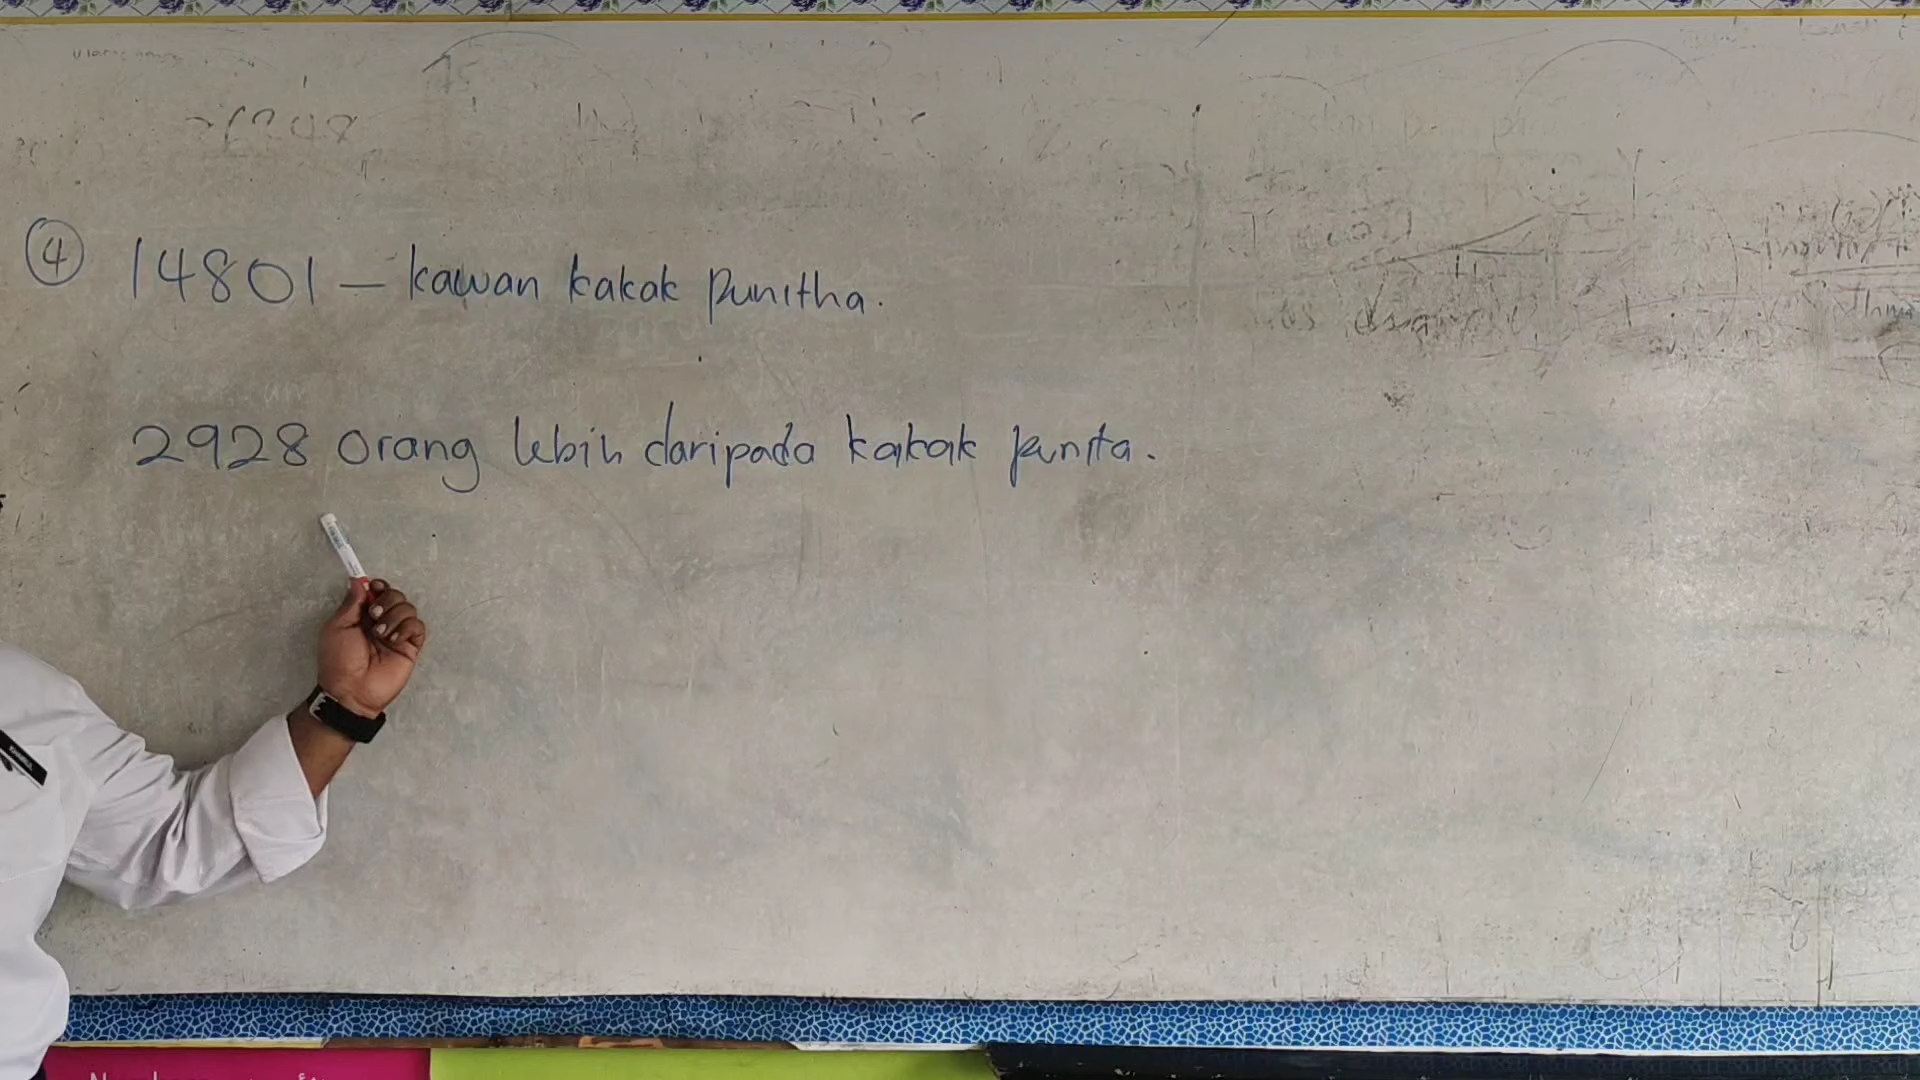 ④ 14801 – kawan kakak punitha.
2928 orang lebih daripada kakak punita.